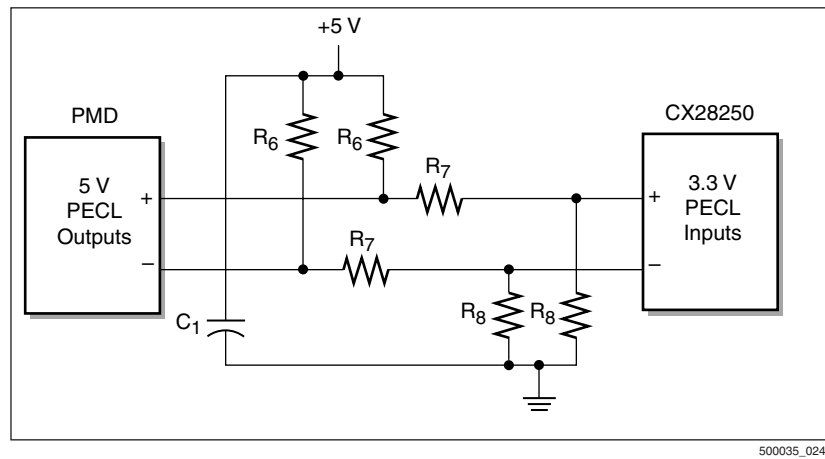 +5 V
PMD
CX28250
R6
R6
R7
5 V
PECL
Outputs
+
–
3.3 V
PECL
Inputs
+
–
R7
R8
R8
C1
500035_024